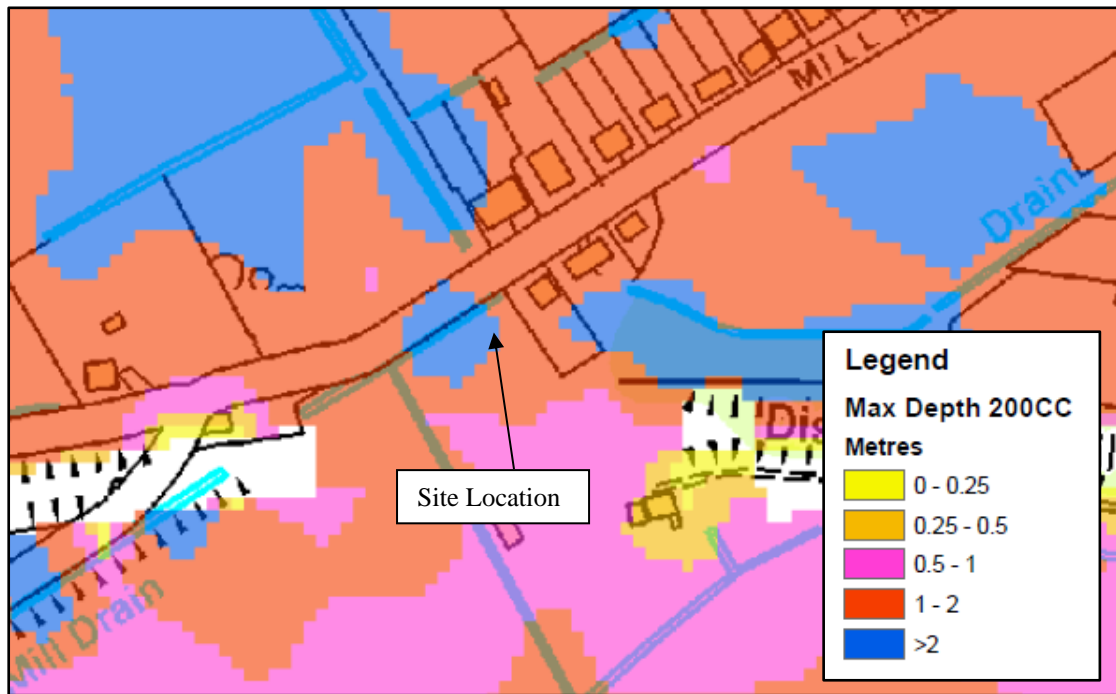 MILL
Drain
Site Location
Mill Drain
Legend
Max Depth 200CC
Metres
0 - 0.25
0.25 - 0.5
0.5 - 1
1 - 2
>2